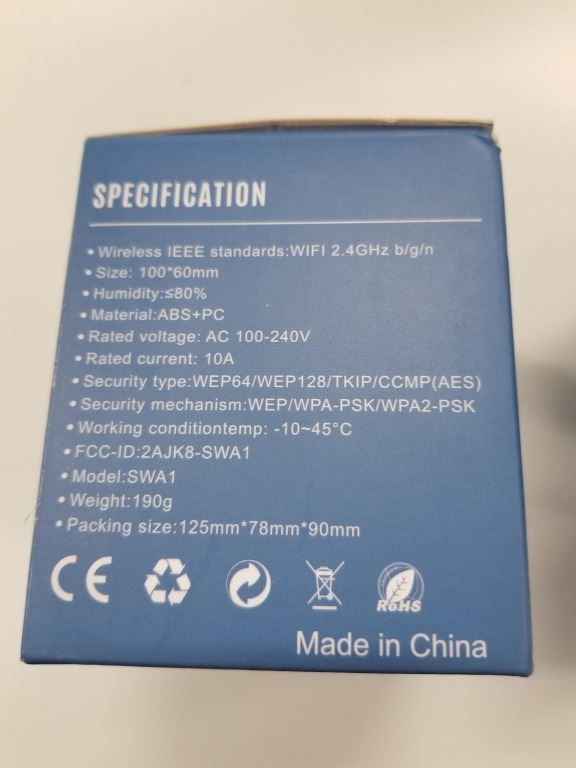 SPECIFICATION
• Wireless IEEE standards:WIFI 2.4GHz b/g/n
• Size: 100*60mm
• Humidity:≤80%
• Material:ABS+PC
• Rated voltage: AC 100-240V
• Rated current: 10A
• Security type:WEP64/WEP128/TKIP/CCMP(AES)
• Security mechanism:WEP/WPA-PSK/WPA2-PSK
• Working conditiontemp: -10~45°C
• FCC-ID:2AJK8-SWA1
• Model:SWA1
• Weight:190g
• Packing size:125mm*78mm*90mm
CE
RoHS
Made in China